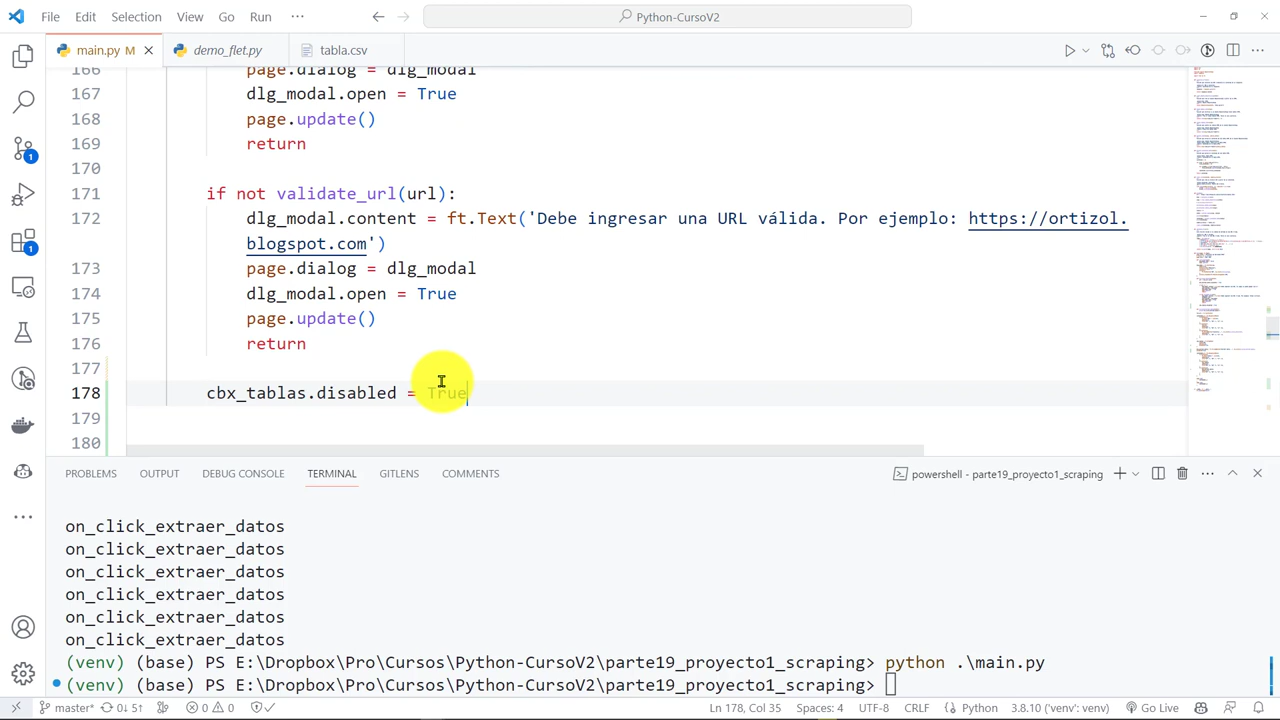 File Edit Selection View Go Run ··· Python-CursoV2
main.py M demo_flet.py tabla.csv
166 page.dialog = dlg_modal
167 dlg_modal.open = True
168 page.update()
169 return
170
171 if not validar_url(
172 dlg_modal.content = ft.Text("Debe ingresar una URL válida. Por ejemplo: https://ortiz
blogspot
173 page.dialog = dlg_modal
174 dlg_modal.open = True
175 page.update()
176 return
177
178 cbx_tablas.disabled = True
179
180
PROBLEMS OUTPUT DEBUG CONSOLE TERMINAL GITLENS COMMENTS powershell - parte19_proyecto1_scraping
on_click_extraer_datos
on_click_extraer_datos
on_click_extraer_datos
on_click_extraer_datos
on_click_extraer_datos
on_click_extraer_datos
(venv) (base) PS E:\Dropbox\Pro\Cursos\Python-CursoV2\parte19_proyecto1_scraping> python .\main.py
(venv) (base) PS E:\Dropbox\Pro\Cursos\Python-CursoV2\parte19_proyecto1_scraping>
master* 0↓ 5↑ 0 0 Ln 178, Col 35 Spaces: 4 UTF-8 CRLF Python 3.8.10 ('venv': venv) Go Live